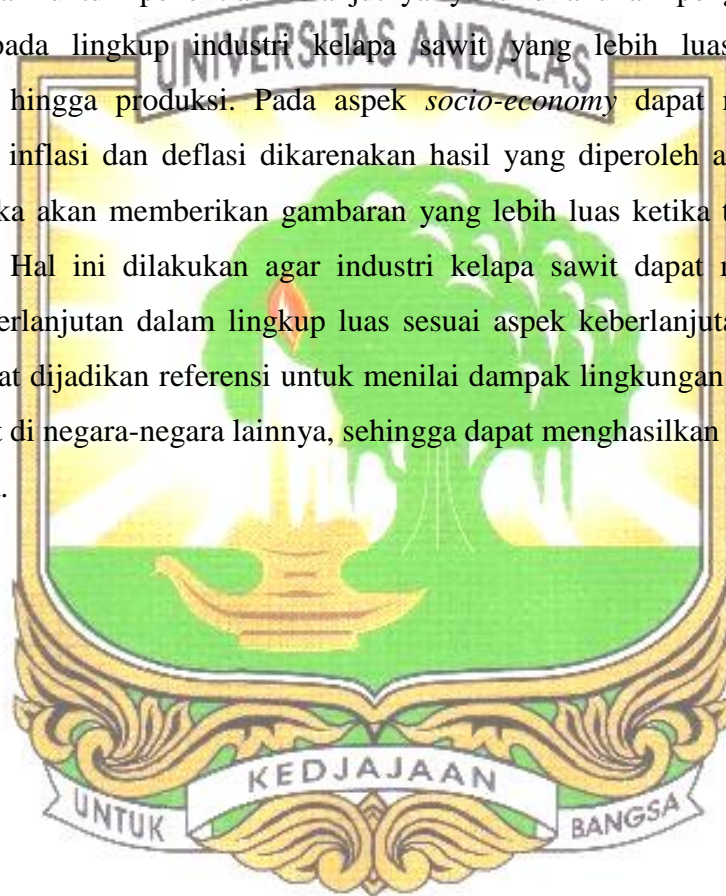 UNIVERSITAS ANDALAS
pada lingkup industri kelapa sawit yang lebih luas
hingga produksi. Pada aspek socio-economy dapat
inflasi dan deflasi dikarenakan hasil yang diperoleh
akan memberikan gambaran yang lebih luas ketika
Hal ini dilakukan agar industri kelapa sawit dapat
erlanjutan dalam lingkup luas sesuai aspek keberlanjuta
at dijadikan referensi untuk menilai dampak lingkungan
di negara-negara lainnya, sehingga dapat menghasilkan
UNTUK KEDJAJAAN BANGSA